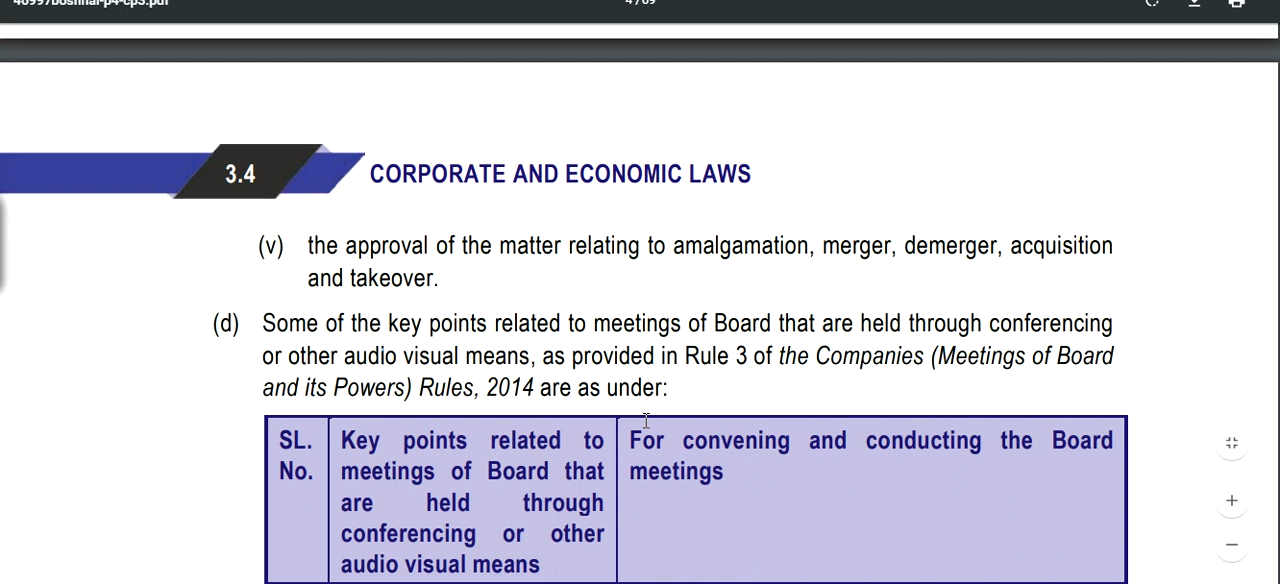 3.4 CORPORATE AND ECONOMIC LAWS
(v) the approval of the matter relating to amalgamation, merger, demerger, acquisition
and takeover.
(d) Some of the key points related to meetings of Board that are held through conferencing
or other audio visual means, as provided in Rule 3 of the Companies (Meetings of Board
and its Powers) Rules, 2014 are as under:
SL.
No.
Key points related to
meetings of Board that
are held through
conferencing or other
audio visual means
For convening and conducting the Board
meetings